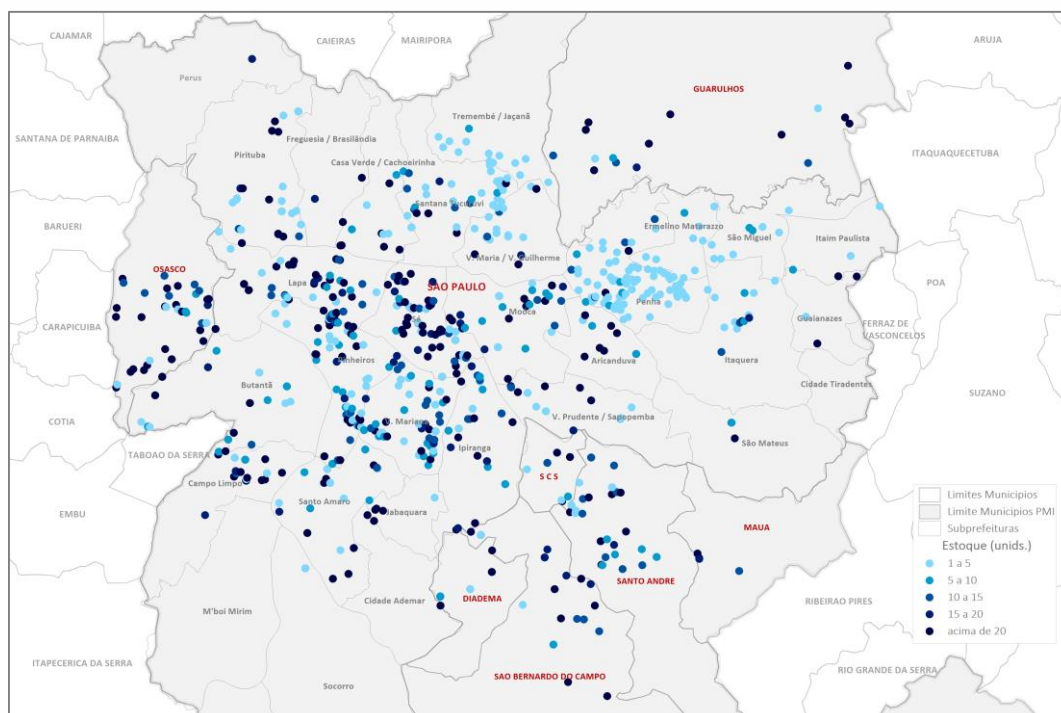 CAJAMAR
CAIEIRAS
MAIRIPORA
ARUJA
Perus
GUARULHOS
SANTANA DE PARNAIBA
Tremembé / Jaçanã
Freguesia / Brasilândia
Pirituba
Casa Verde / Cachoeirinha
ITAQUAQUECETUBA
Santana Tucuruvi
Ermelino Matarazzo
São Miguel
Itaim Paulista
BARUERI
V. Maria / V. Guilherme
OSASCO
Lapa
SAO PAULO
Penha
POA
Sé
Mooca
Guaianazes
FERRAZ DE
VASCONCELOS
CARAPICUIBA
Pinheiros
Aricanduva
Itaquera
Butantã
Cidade Tiradentes
SUZANO
COTIA
V. Mariana
V. Prudente / Sapopemba
São Mateus
TABOAO DA SERRA
Ipiranga
Campo Limpo
S C S
Santo Amaro
Jabaquara
EMBU
MAUA
Limites Municipios
Limite Municipios PMI
Subprefeituras
Estoque (unids.)
1 a 5
5 a 10
10 a 15
15 a 20
acima de 20
SANTO ANDRE
M'boi Mirim
Cidade Ademar
DIADEMA
RIBEIRAO PIRES
ITAPECERICA DA SERRA
SAO BERNARDO DO CAMPO
RIO GRANDE DA SERRA
Socorro